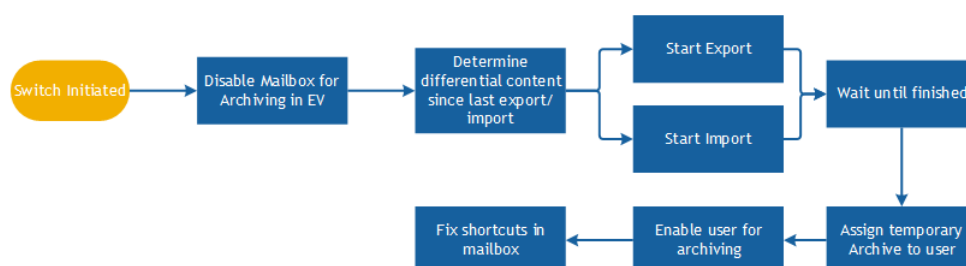 Switch Initiated
Disable Mailbox for
Archiving in EV
Determine
differential content
since last export/
import
Start Export
Start Import
Wait until finished
Assign temporary
Archive to user
Enable user for
archiving
Fix shortcuts in
mailbox